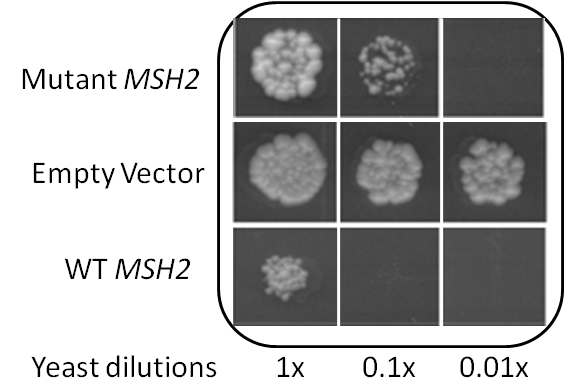 Mutant MSH2
Empty Vector
WT MSH2
Yeast dilutions 1x 0.1x 0.01x